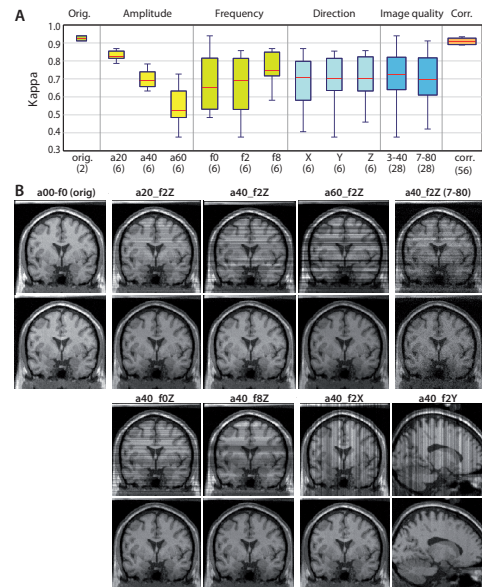 A
Orig. Amplitude Frequency Direction Image quality Corr.
Kappa
1.0
0.9
0.8
0.7
0.6
0.5
0.4
0.3
orig. a20 a40 a60 f0 f2 f8 X Y Z 3-40 7-80 corr.
(2) (6) (6) (6) (6) (6) (6) (6) (6) (6) (28) (28) (56)
B
a00-f0 (orig) a20_f2Z a40_f2Z a60_f2Z a40_f2Z (7-80)
a40_f0Z a40_f8Z a40_f2X a40_f2Y